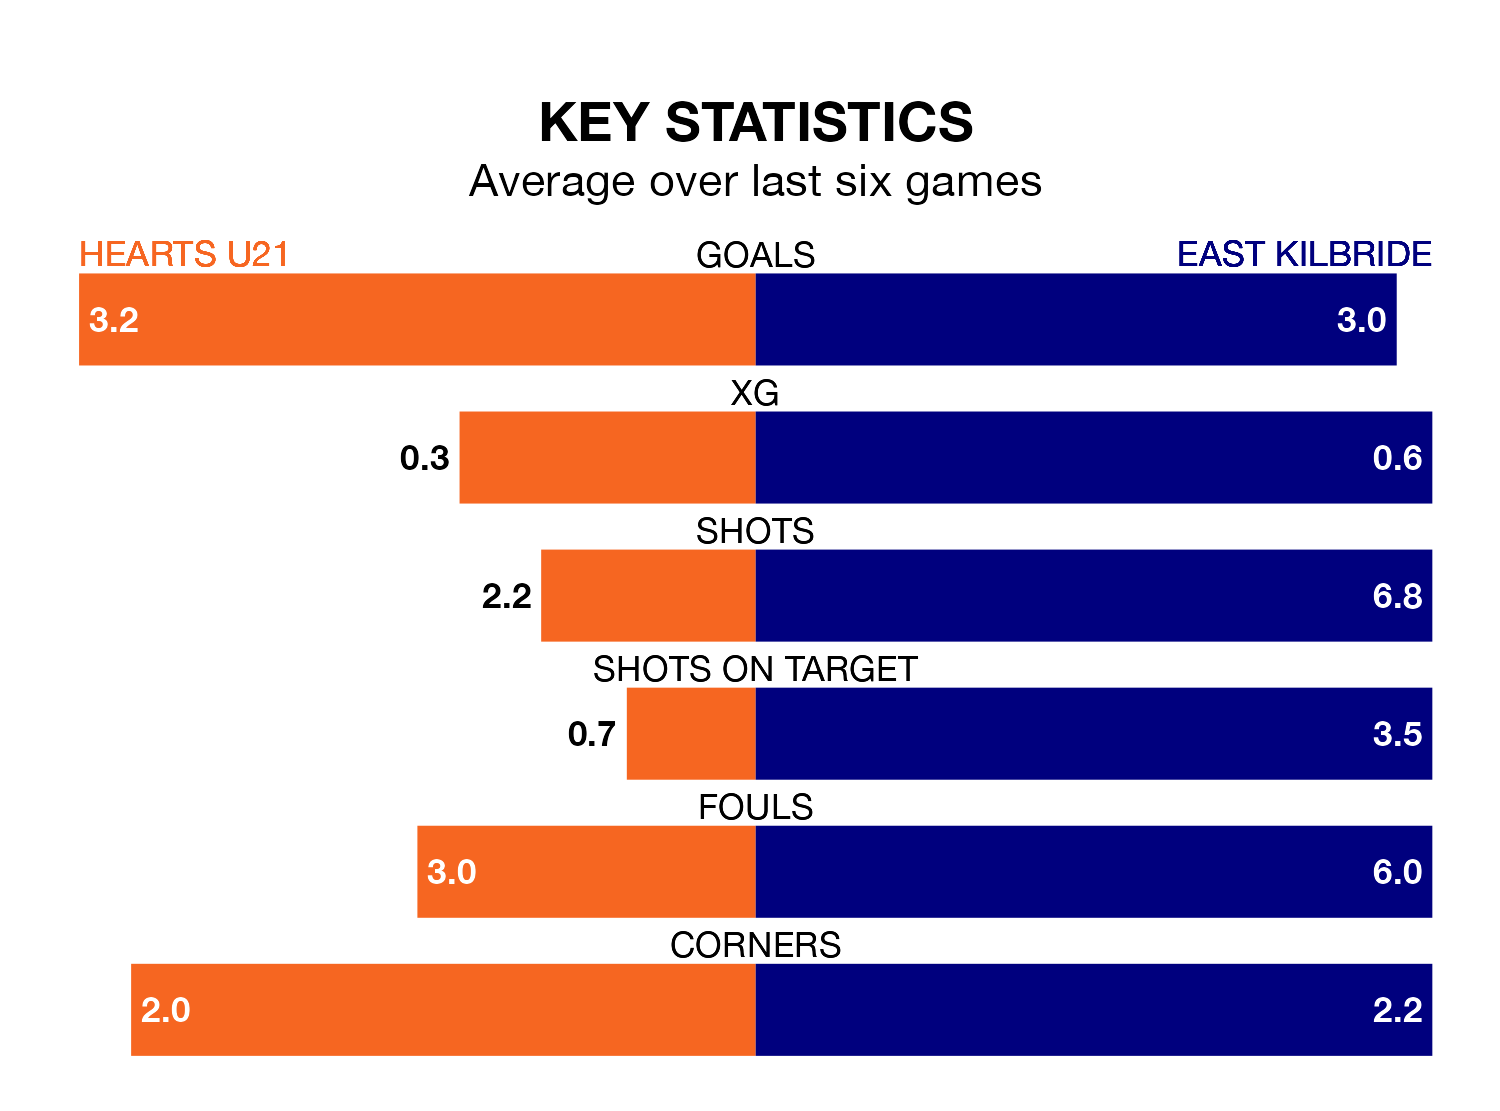 KEY STATISTICS
Average over last six games
HEARTS U21 GOALS EAST KILBRIDE
3.2 3.0
XG
0.3 0.6
SHOTS
2.2 6.8
SHOTS ON TARGET
0.7 3.5
FOULS
3.0 6.0
CORNERS
2.0 2.2